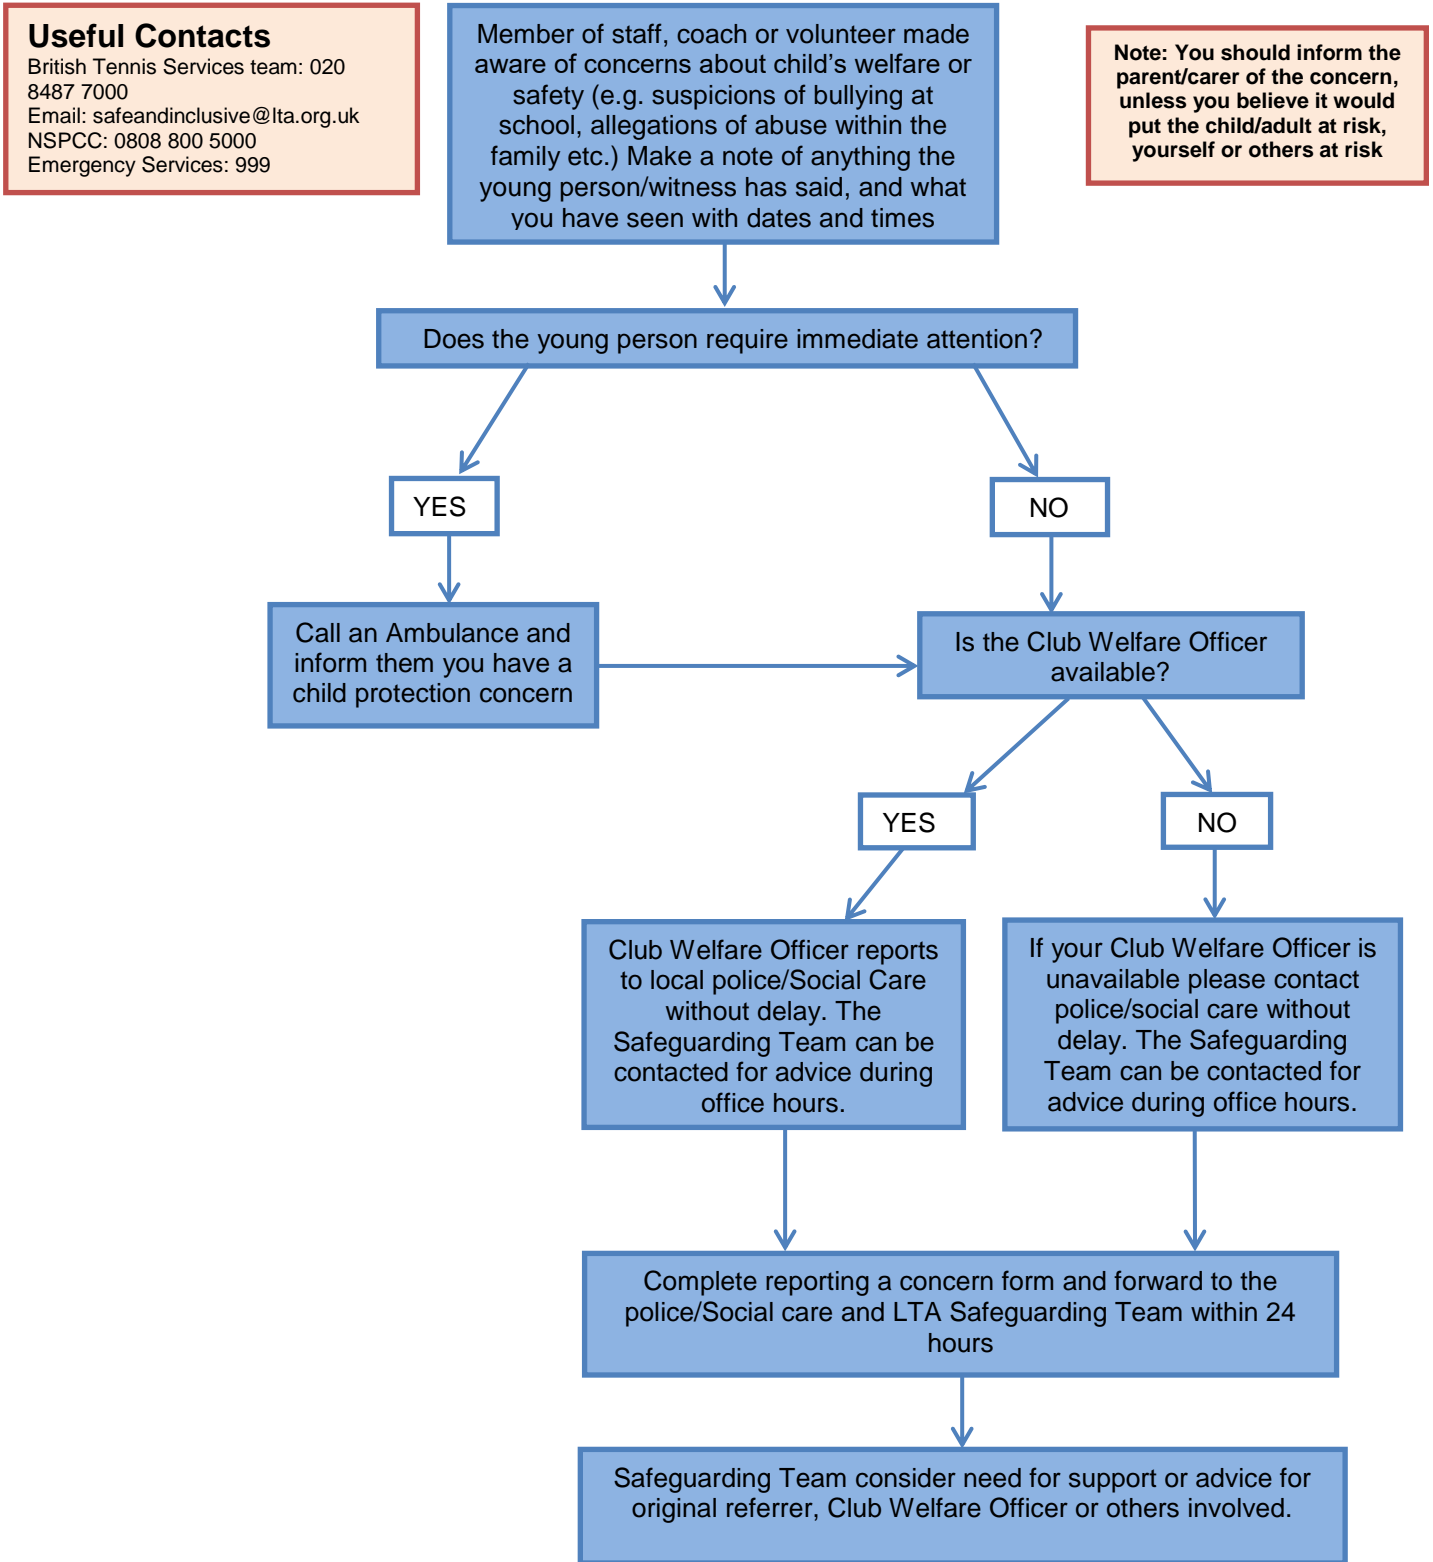 Useful Contacts
British Tennis Services team: 020
8487 7000
Email: safeandinclusive@lta.org.uk
NSPCC: 0808 800 5000
Emergency Services: 999
Member of staff, coach or volunteer made
aware of concerns about child’s welfare or
safety (e.g. suspicions of bullying at
school, allegations of abuse within the
family etc.) Make a note of anything the
young person/witness has said, and what
you have seen with dates and times
Note: You should inform the
parent/carer of the concern,
unless you believe it would
put the child/adult at risk,
yourself or others at risk
Does the young person require immediate attention?
YES
NO
Call an Ambulance and
inform them you have a
child protection concern
Is the Club Welfare Officer
available?
YES
NO
Club Welfare Officer reports
to local police/Social Care
without delay. The
Safeguarding Team can be
contacted for advice during
office hours.
If your Club Welfare Officer is
unavailable please contact
police/social care without
delay. The Safeguarding
Team can be contacted for
advice during office hours.
Complete reporting a concern form and forward to the
police/Social care and LTA Safeguarding Team within 24
hours
Safeguarding Team consider need for support or advice for
original referrer, Club Welfare Officer or others involved.